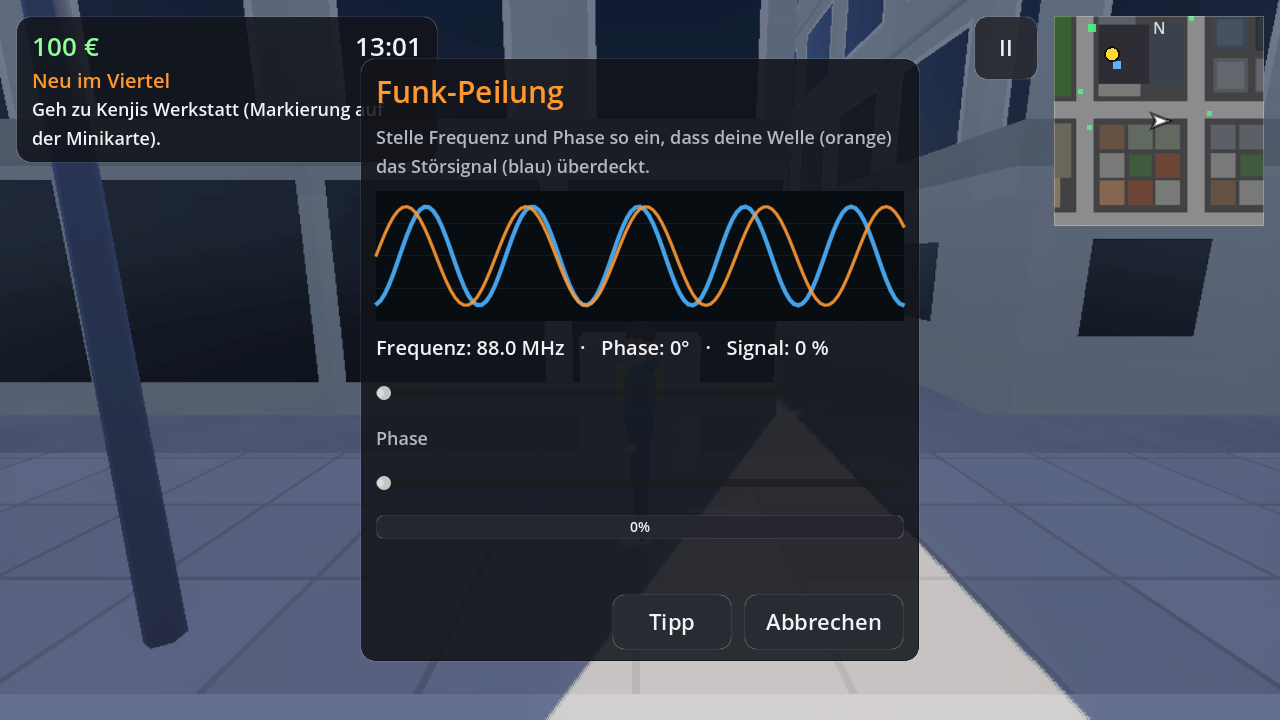 100 €
13:01
Neu im Viertel
Geh zu Kenjis Werkstatt (Markierung auf
der Minikarte).
N
Funk-Peilung
Stelle Frequenz und Phase so ein, dass deine Welle (orange)
das Störsignal (blau) überdeckt.
Frequenz: 88.0 MHz · Phase: 0° · Signal: 0 %
Phase
0%
Tipp
Abbrechen